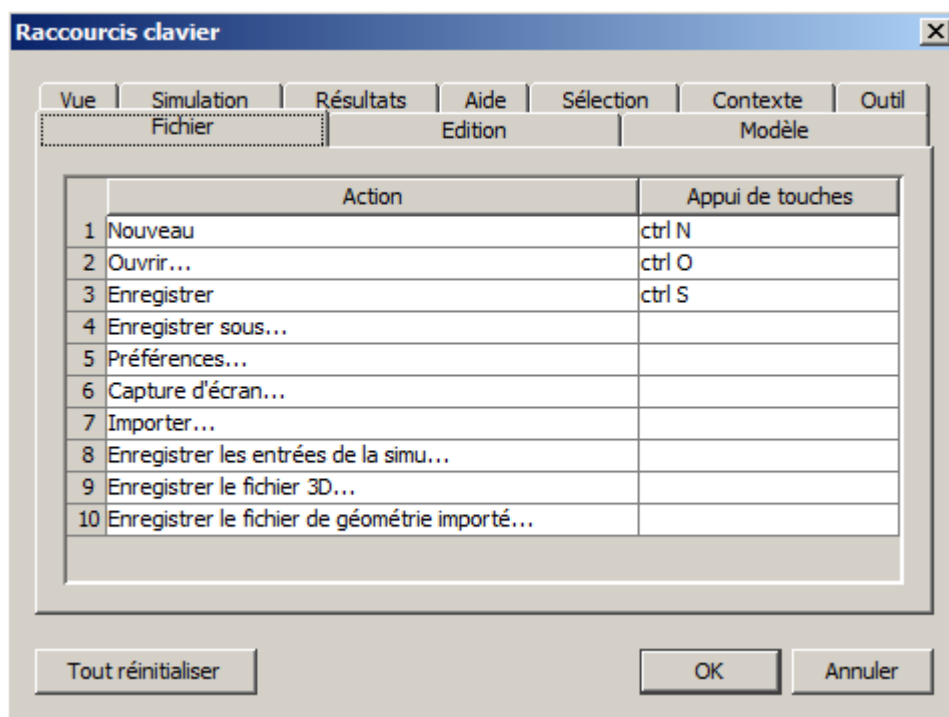 Raccourcis clavier
Vue Simulation Résultats Aide Sélection Contexte Outil
Fichier Edition Modèle
Action Appui de touches
1 Nouveau ctrl N
2 Ouvrir... ctrl O
3 Enregistrer ctrl S
4 Enregistrer sous...
5 Préférences...
6 Capture d'écran...
7 Importer...
8 Enregistrer les entrées de la simu...
9 Enregistrer le fichier 3D...
10 Enregistrer le fichier de géométrie importé...
Tout réinitialiser OK Annuler